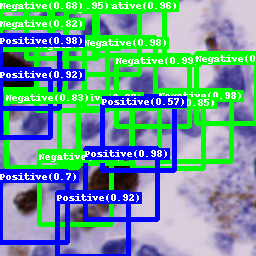 Negative(0.68)
.95)
ative(0.96)
Negative(0.82)
Positive(0.98)
Negative(0.98)
Negative(0.99
Negative(0
Positive(0.92)
Negative(0.83)
Positive(0.57)
(0.98)
0.85)
Negative
Positive(0.98)
Positive(0.7)
Positive(0.92)